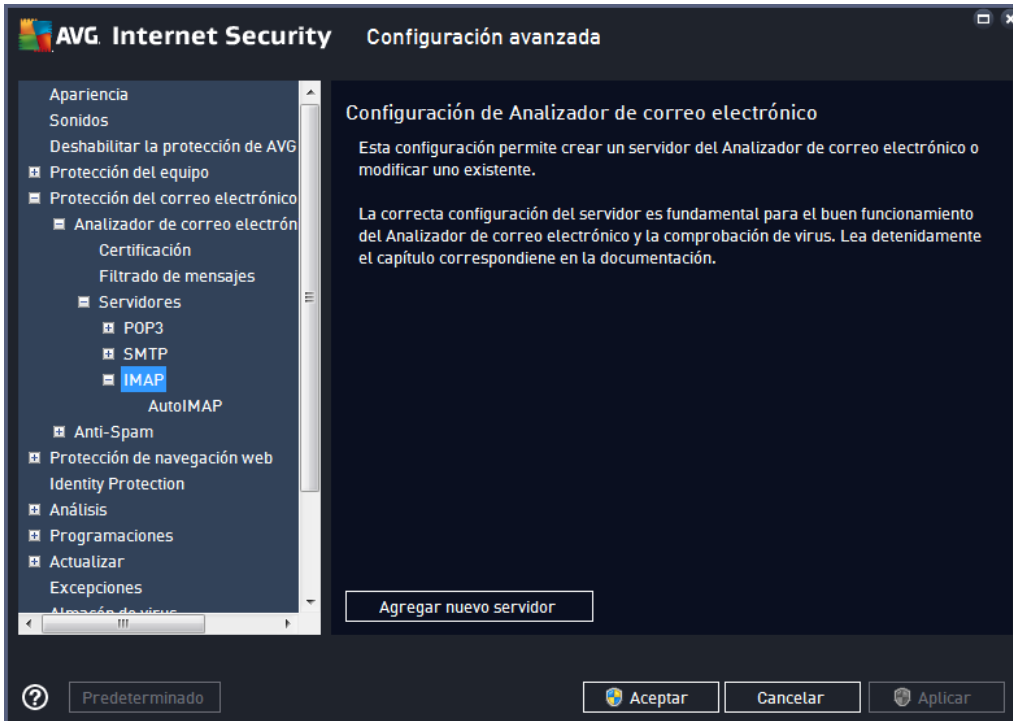 AVG Internet Security Configuración avanzada
Apariencia
Sonidos
Deshabilitar la protección de AVG
Protección del equipo
Protección del correo electrónico
Analizador de correo electrón
Certificación
Filtrado de mensajes
Servidores
POP3
SMTP
IMAP
AutoIMAP
Anti-Spam
Protección de navegación web
Identity Protection
Análisis
Programaciones
Actualizar
Excepciones
Almacén de virus
Configuración de Analizador de correo electrónico
Esta configuración permite crear un servidor del Analizador de correo electrónico o
modificar uno existente.
La correcta configuración del servidor es fundamental para el buen funcionamiento
del Analizador de correo electrónico y la comprobación de virus. Lea detenidamente
el capítulo correspondiene en la documentación.
Agregar nuevo servidor
? Predeterminado Aceptar Cancelar Aplicar